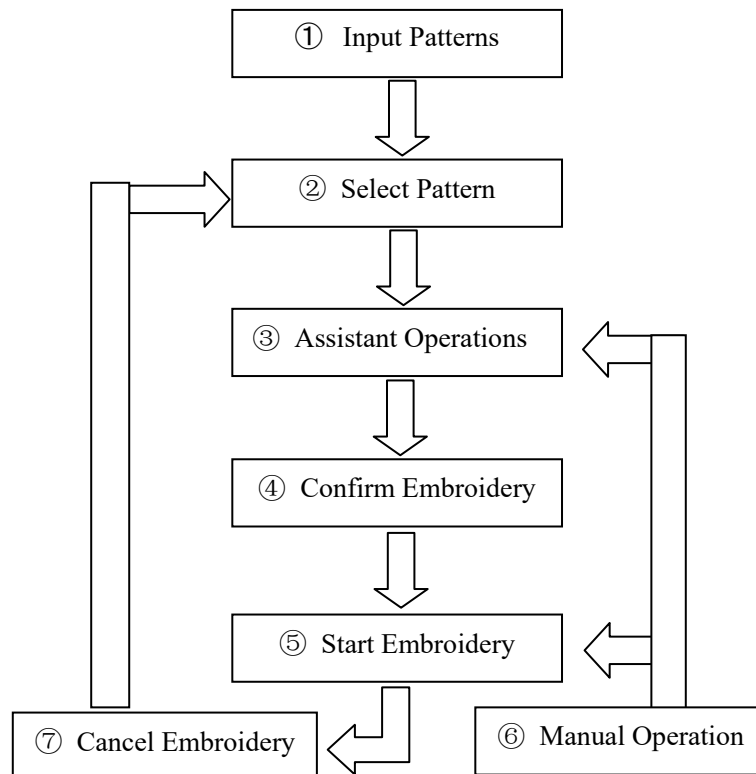 ① Input Patterns
② Select Pattern
③ Assistant Operations
④ Confirm Embroidery
⑤ Start Embroidery
⑦ Cancel Embroidery
⑥ Manual Operation